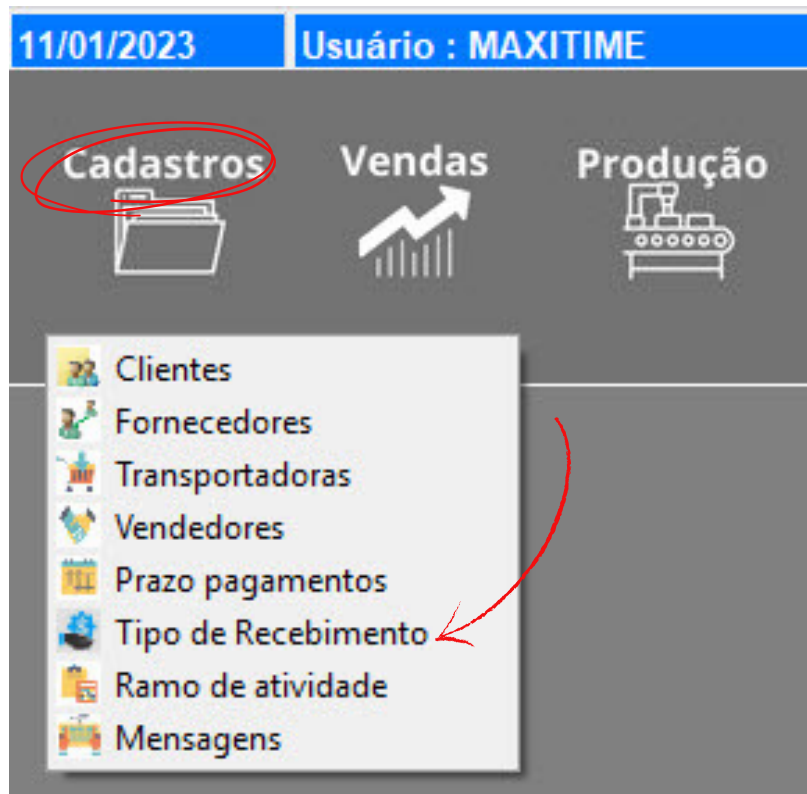 11/01/2023 Usuário : MAXITIME
Cadastros Vendas Produção
Clientes
Fornecedores
Transportadoras
Vendedores
Prazo pagamentos
Tipo de Recebimento
Ramo de atividade
Mensagens